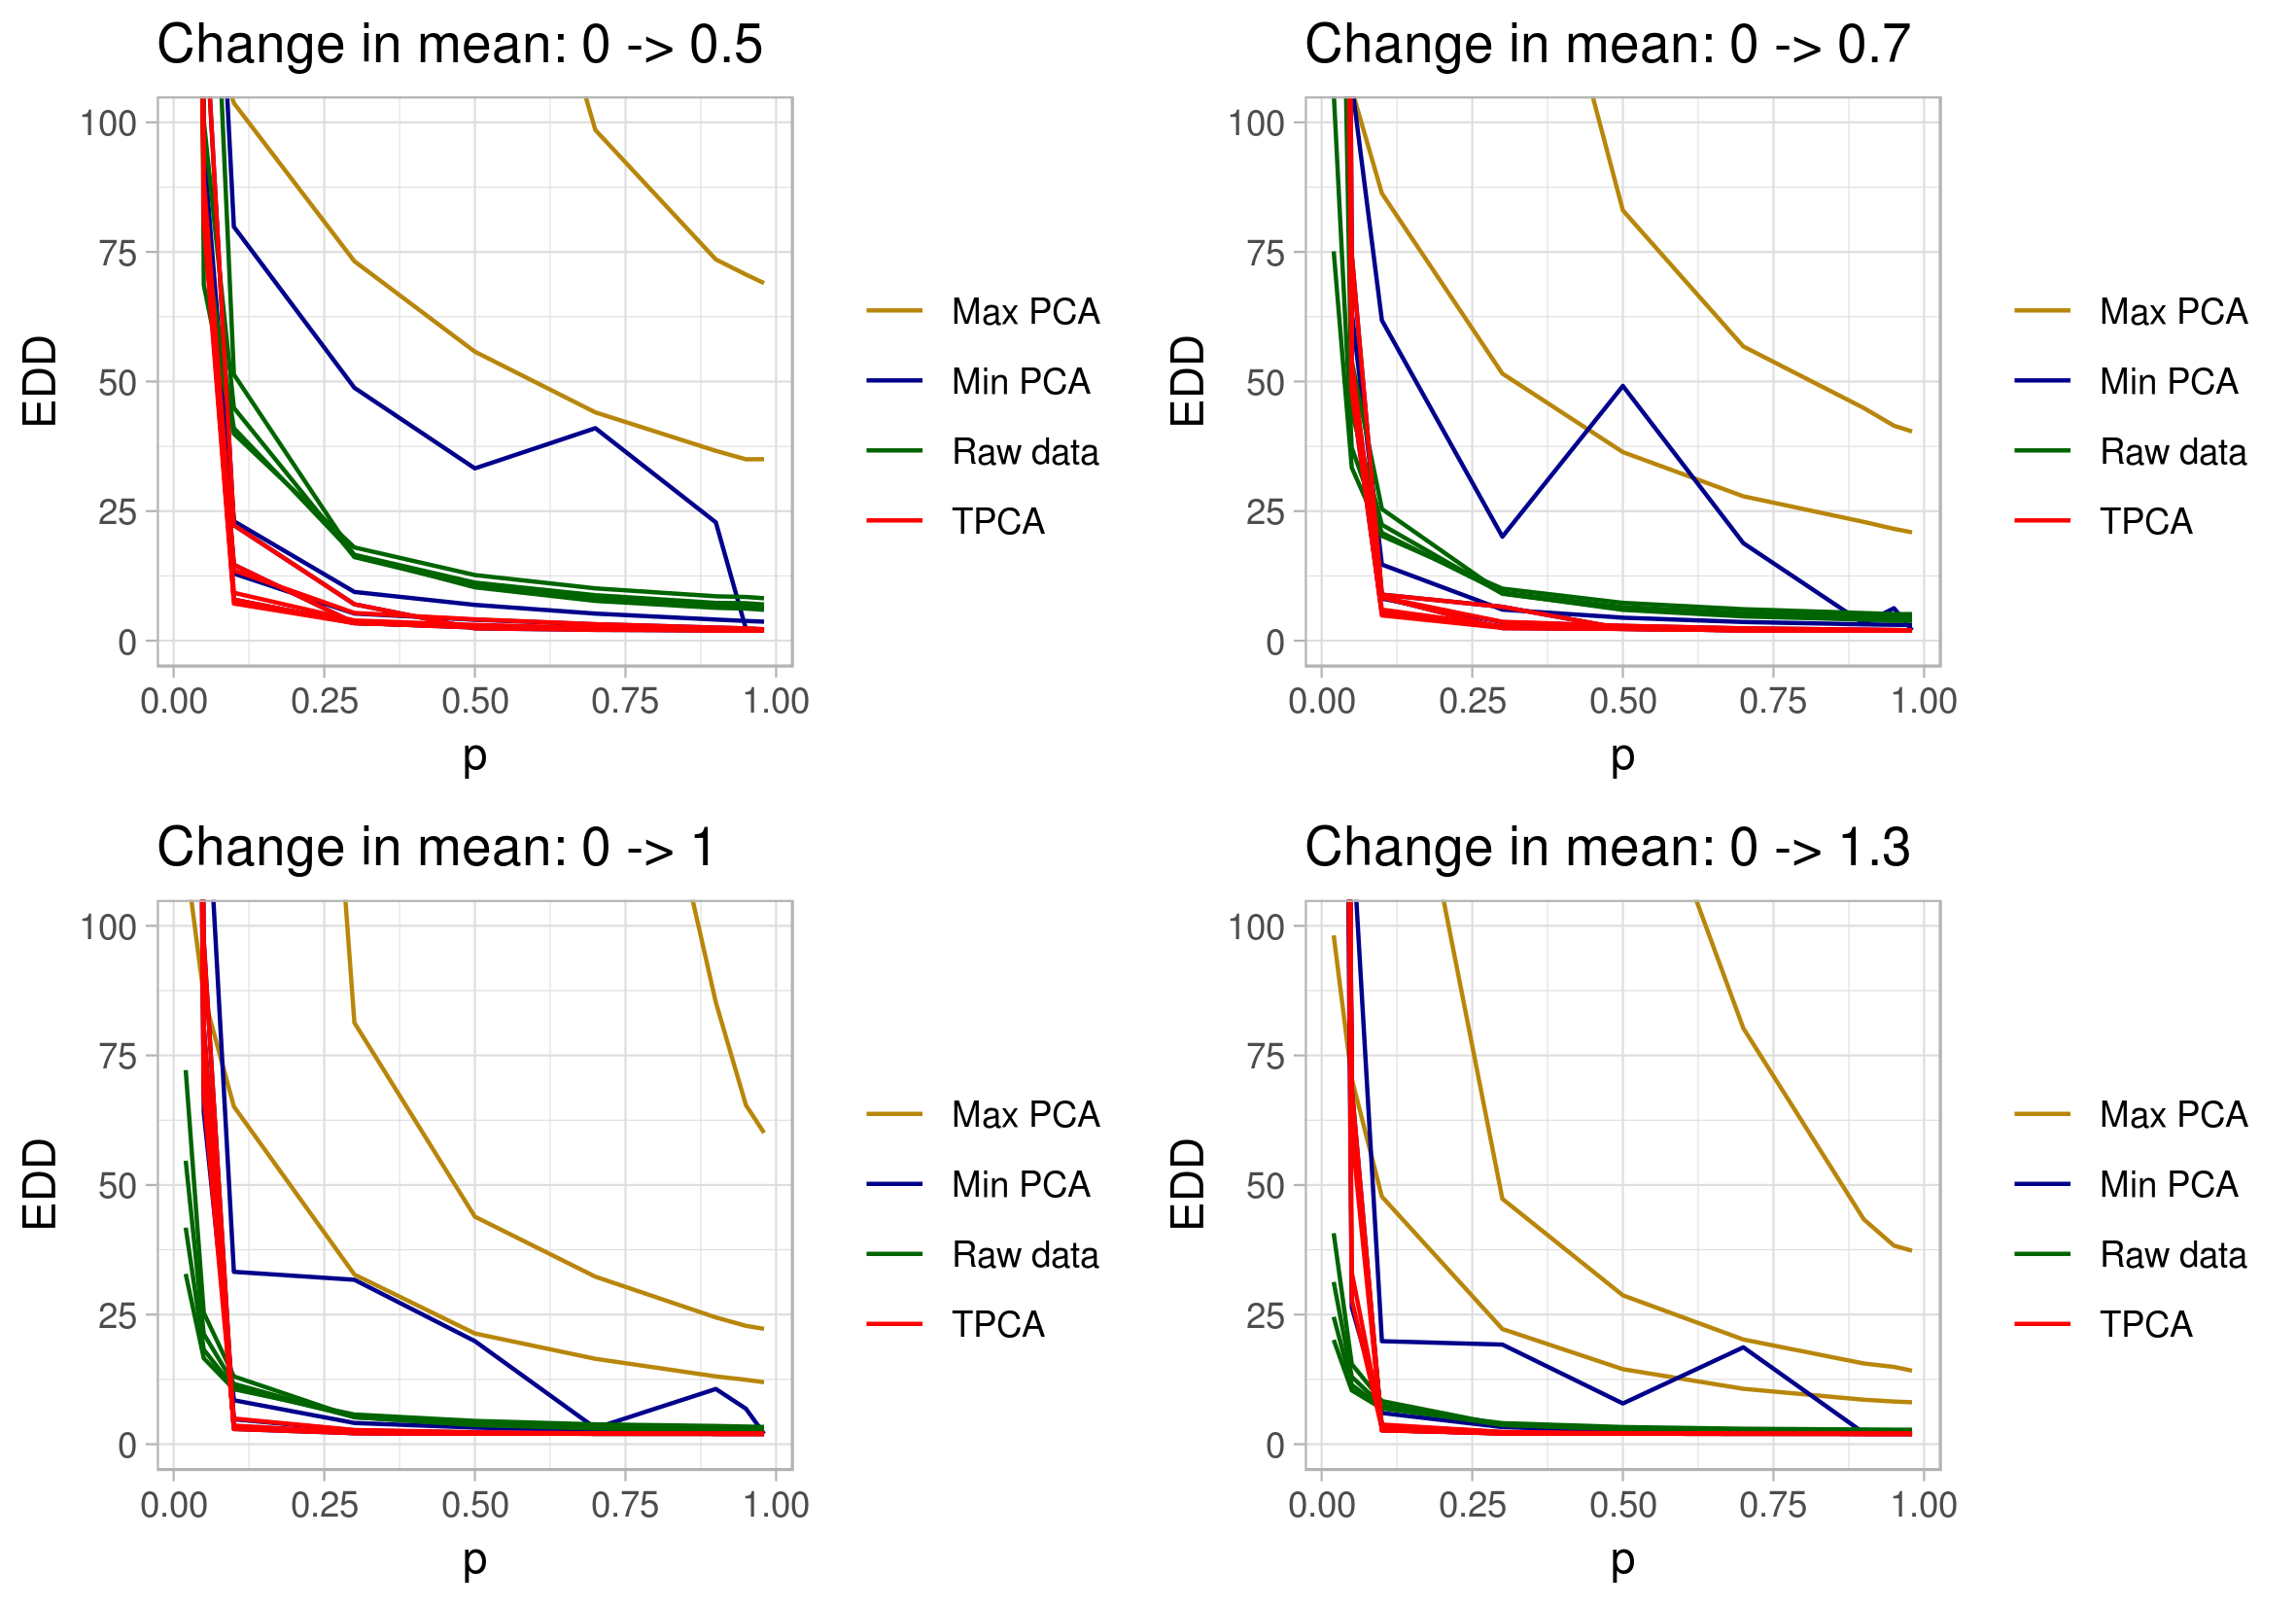 Change in mean: 0 -> 0.5
100
75
50
25
0
EDD
0.00 0.25 0.50 0.75 1.00
p
Max PCA
Min PCA
Raw data
TPCA
Change in mean: 0 -> 0.7
100
75
50
25
0
EDD
0.00 0.25 0.50 0.75 1.00
p
Max PCA
Min PCA
Raw data
TPCA
Change in mean: 0 -> 1
100
75
50
25
0
EDD
0.00 0.25 0.50 0.75 1.00
p
Max PCA
Min PCA
Raw data
TPCA
Change in mean: 0 -> 1.3
100
75
50
25
0
EDD
0.00 0.25 0.50 0.75 1.00
p
Max PCA
Min PCA
Raw data
TPCA